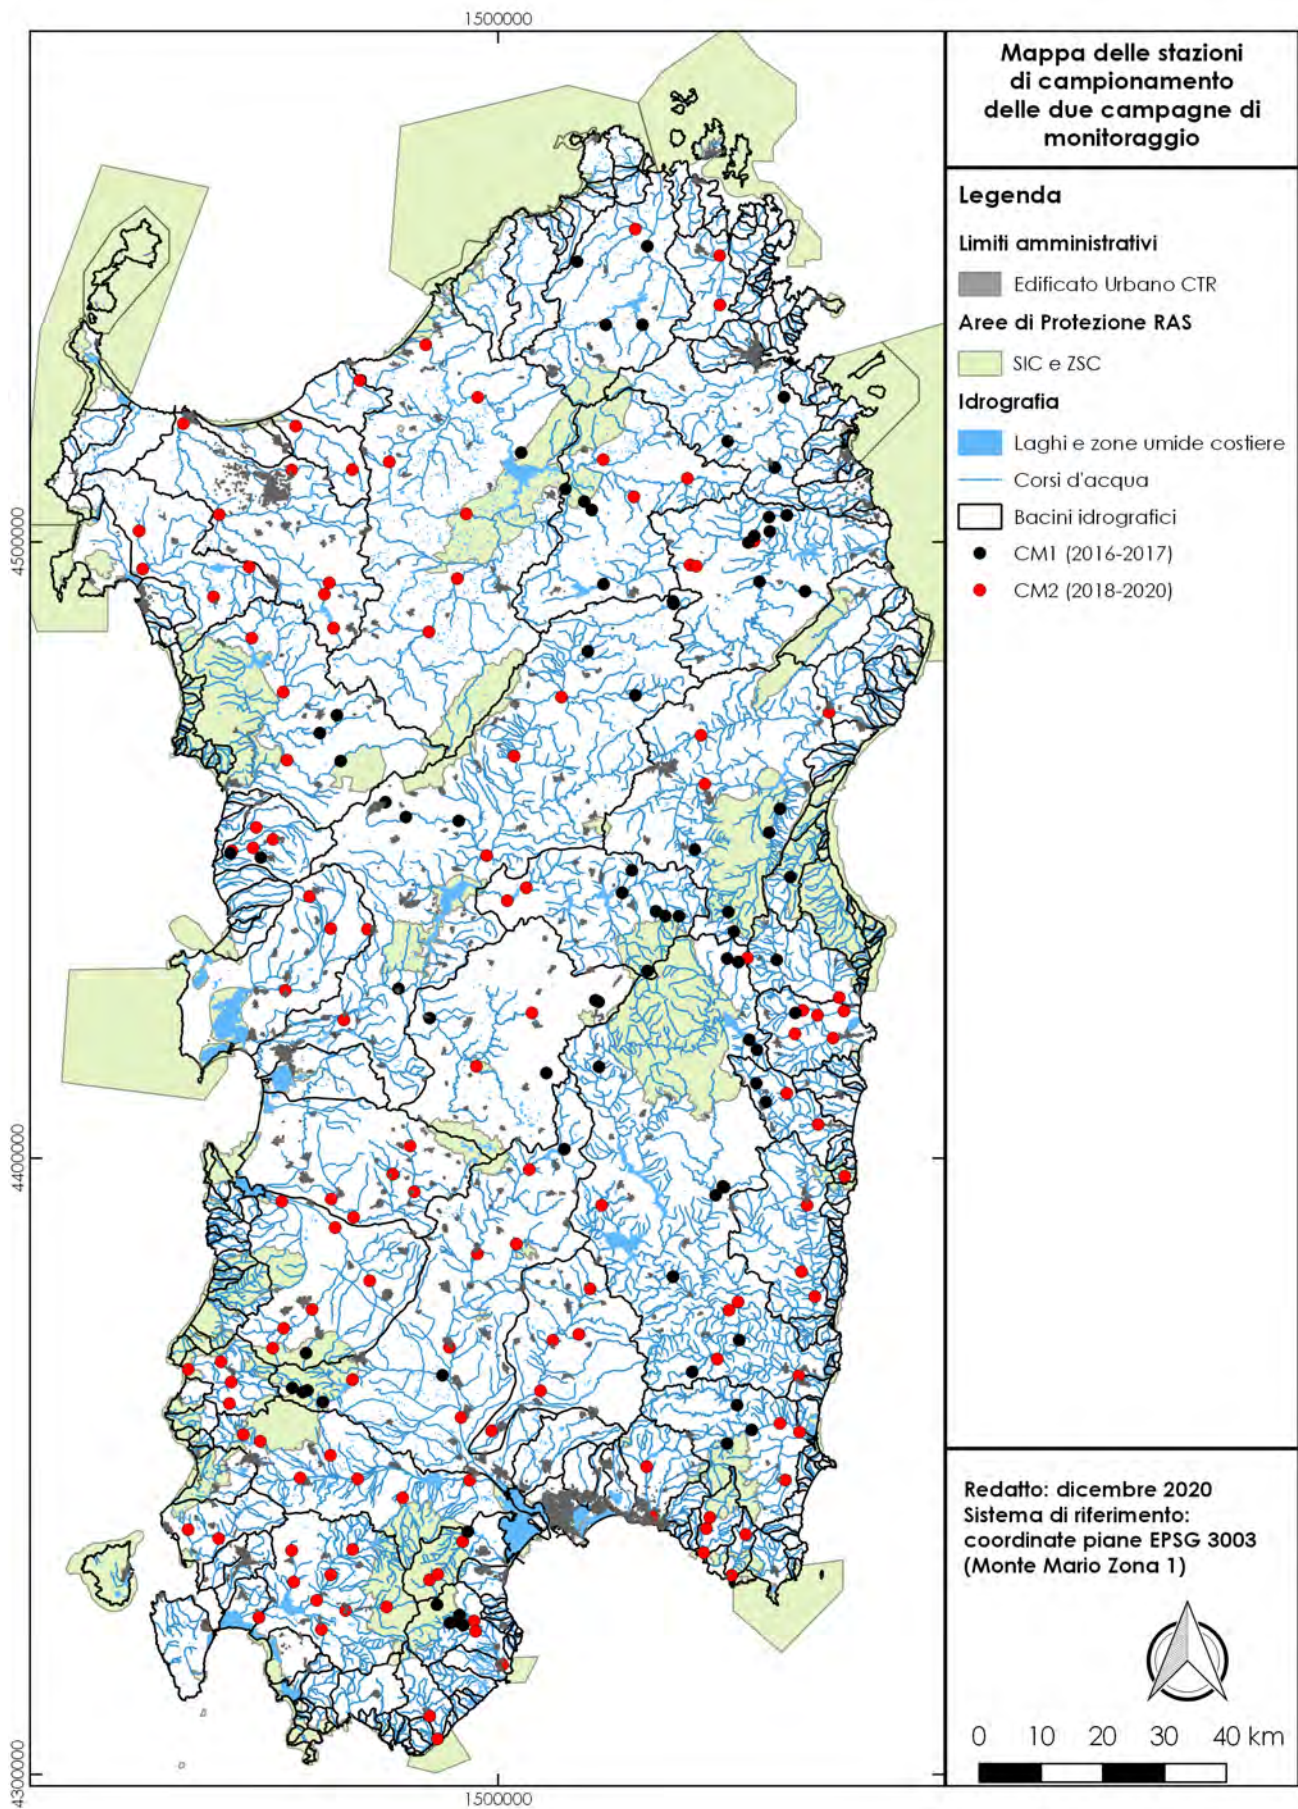 1500000
Mappa delle stazioni
di campionamento
delle due campagne di
monitoraggio
Legenda
Limiti amministrativi
Edificato Urbano CTR
Aree di Protezione RAS
SIC e ZSC
Idrografia
Laghi e zone umide costiere
Corsi d'acqua
Bacini idrografici
CM1 (2016-2017)
CM2 (2018-2020)
4500000
4400000
4300000
Redatto: dicembre 2020
Sistema di riferimento:
coordinate piane EPSG 3003
(Monte Mario Zona 1)
0 10 20 30 40 km
1500000